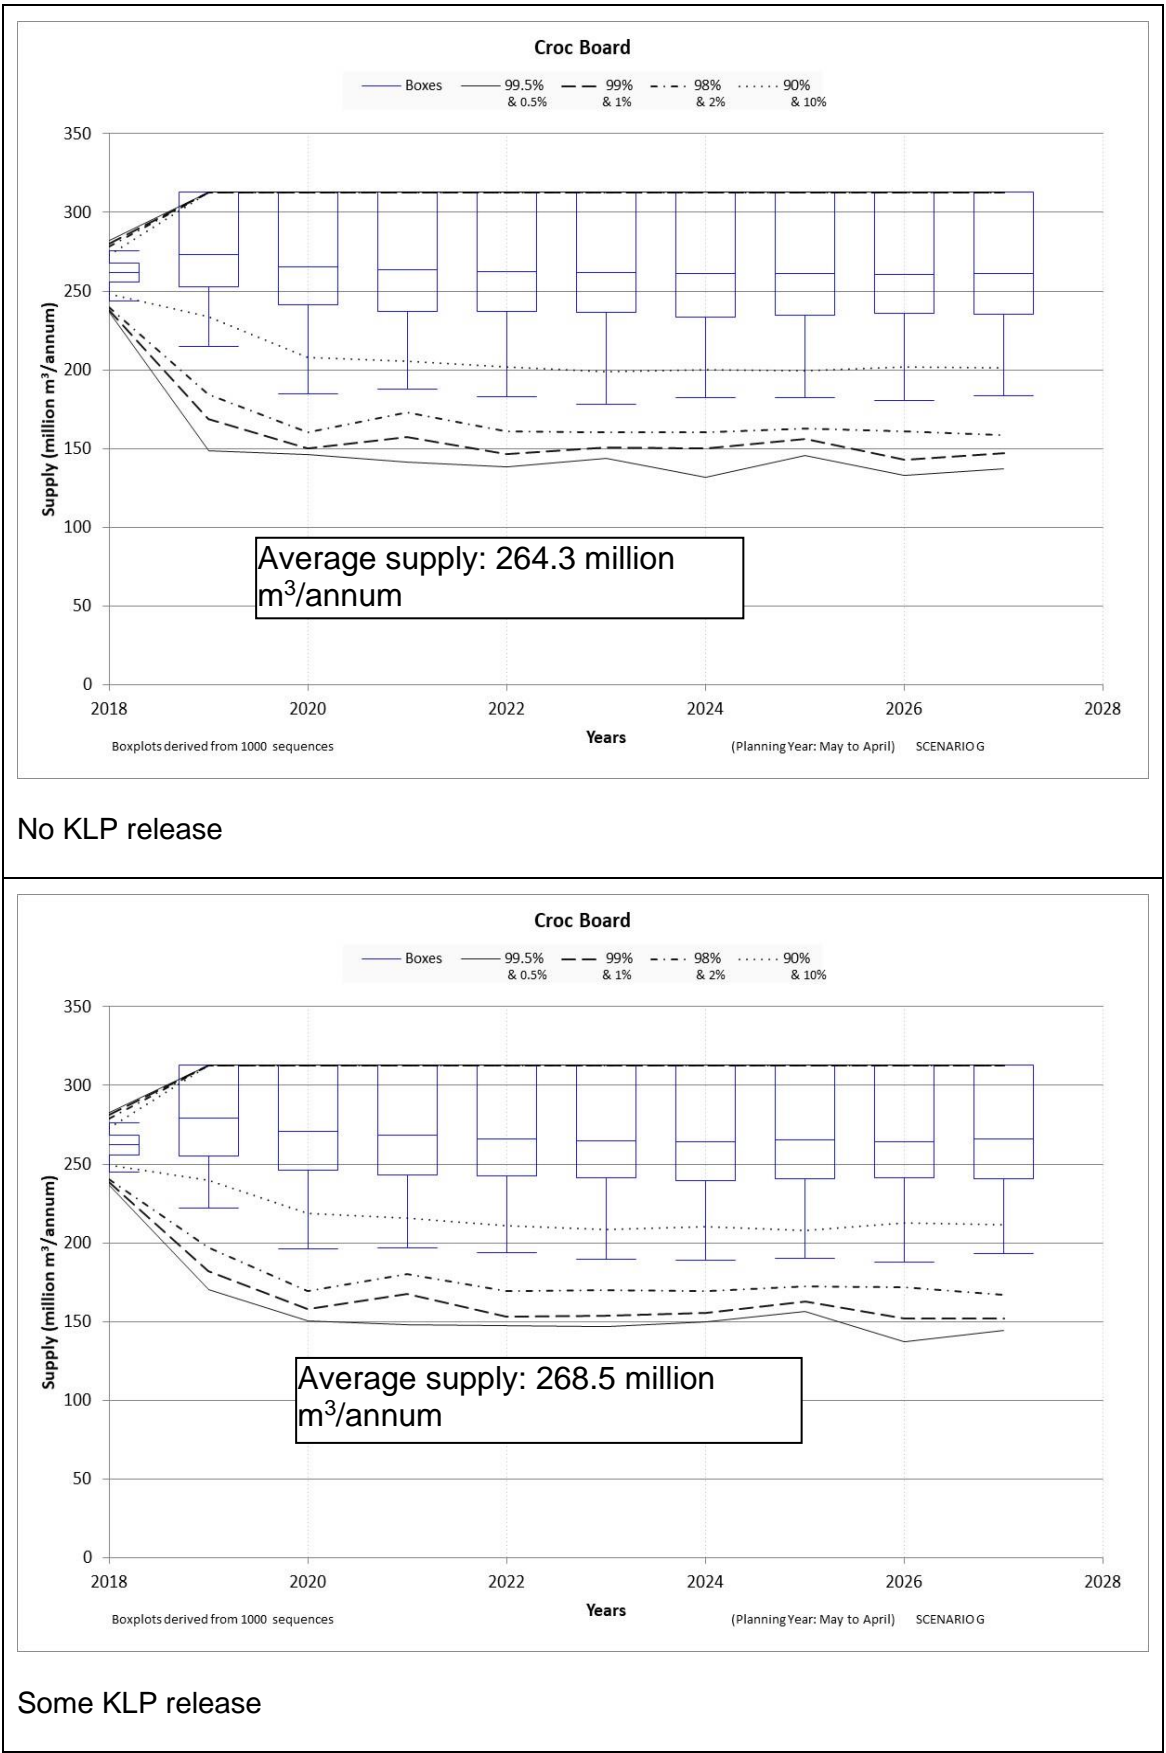 Croc Board
Boxes 99.5% & 0.5% 99% & 1% 98% & 2% 90% & 10%
350
300
250
200
150
100
50
0
Supply (million m³/annum)
Average supply: 264.3 million
m³/annum
2018 2020 2022 2024 2026 2028
Years
Boxplots derived from 1000 sequences (Planning Year: May to April) SCENARIO G
No KLP release
Croc Board
Boxes 99.5% & 0.5% 99% & 1% 98% & 2% 90% & 10%
350
300
250
200
150
100
50
0
Supply (million m³/annum)
Average supply: 268.5 million
m³/annum
2018 2020 2022 2024 2026 2028
Years
Boxplots derived from 1000 sequences (Planning Year: May to April) SCENARIO G
Some KLP release